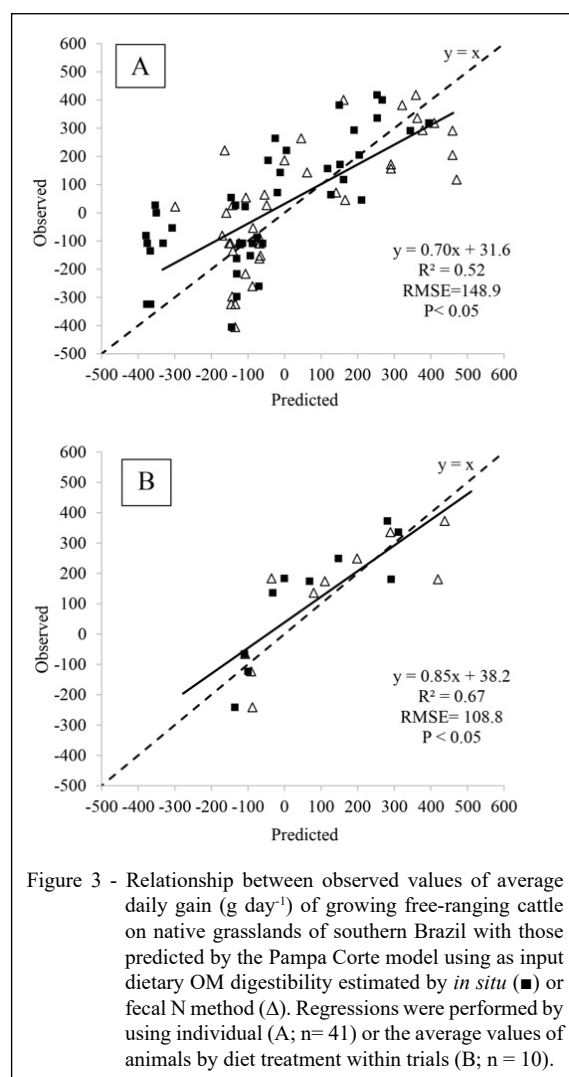 600
500
400
300
200
100
0
-100
-200
-300
-400
-500
Observed
A
y = x
y = 0.70x + 31.6
R² = 0.52
RMSE=148.9
P< 0.05
-500 -400 -300 -200 -100 0 100 200 300 400 500 600
Predicted
600
500
400
300
200
100
0
-100
-200
-300
-400
-500
Observed
B
y = x
y = 0.85x + 38.2
R² = 0.67
RMSE= 108.8
P < 0.05
-500 -400 -300 -200 -100 0 100 200 300 400 500 600
Predicted
Figure 3 - Relationship between observed values of average
daily gain (g day⁻¹) of growing free-ranging cattle
on native grasslands of southern Brazil with those
predicted by the Pampa Corte model using as input
dietary OM digestibility estimated by in situ (■) or
fecal N method (Δ). Regressions were performed by
using individual (A; n= 41) or the average values of
animals by diet treatment within trials (B; n = 10).